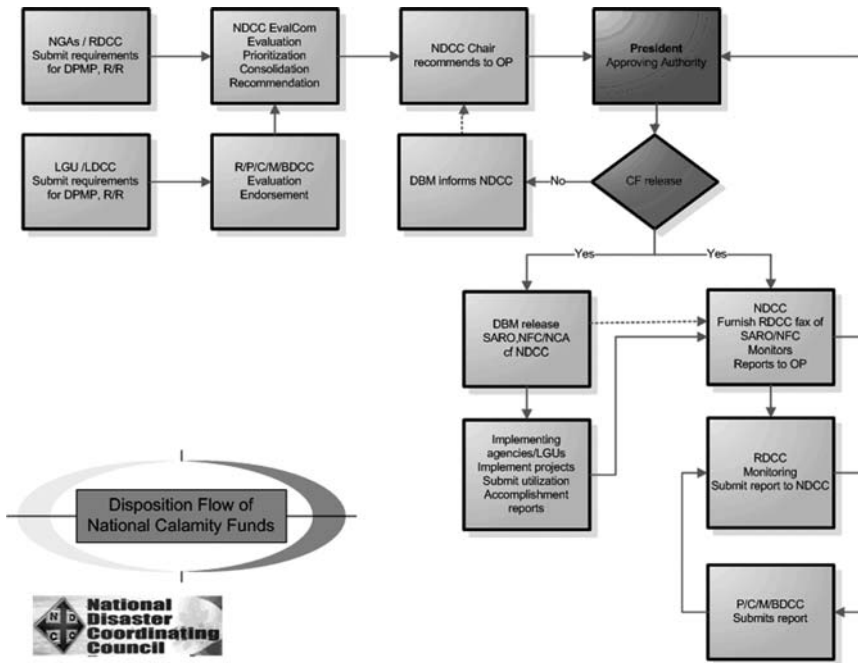 NGAs / RDCC
Submit requirements
for DPMP, R/R
NDCC EvalCom
Evaluation
Prioritization
Consolidation
Recommendation
NDCC Chair
recommends to OP
President
Approving Authority
LGU /LDCC
Submit requirements
for DPMP, R/R
R/P/C/M/BDCC
Evaluation
Endorsement
DBM informs NDCC
No
CF release
Yes
Yes
DBM release
SARO,NFC/NCA
cf NDCC
NDCC
Furnish RDCC fax of
SARO/NFC
Monitors
Reports to OP
Implementing
agencies/LGUs
Implement projects
Submit utilization
Accomplishment
reports
RDCC
Monitoring
Submit report to NDCC
P/C/M/BDCC
Submits report
Disposition Flow of
National Calamity Funds
N D
C C
National
Disaster
Coordinating
Council